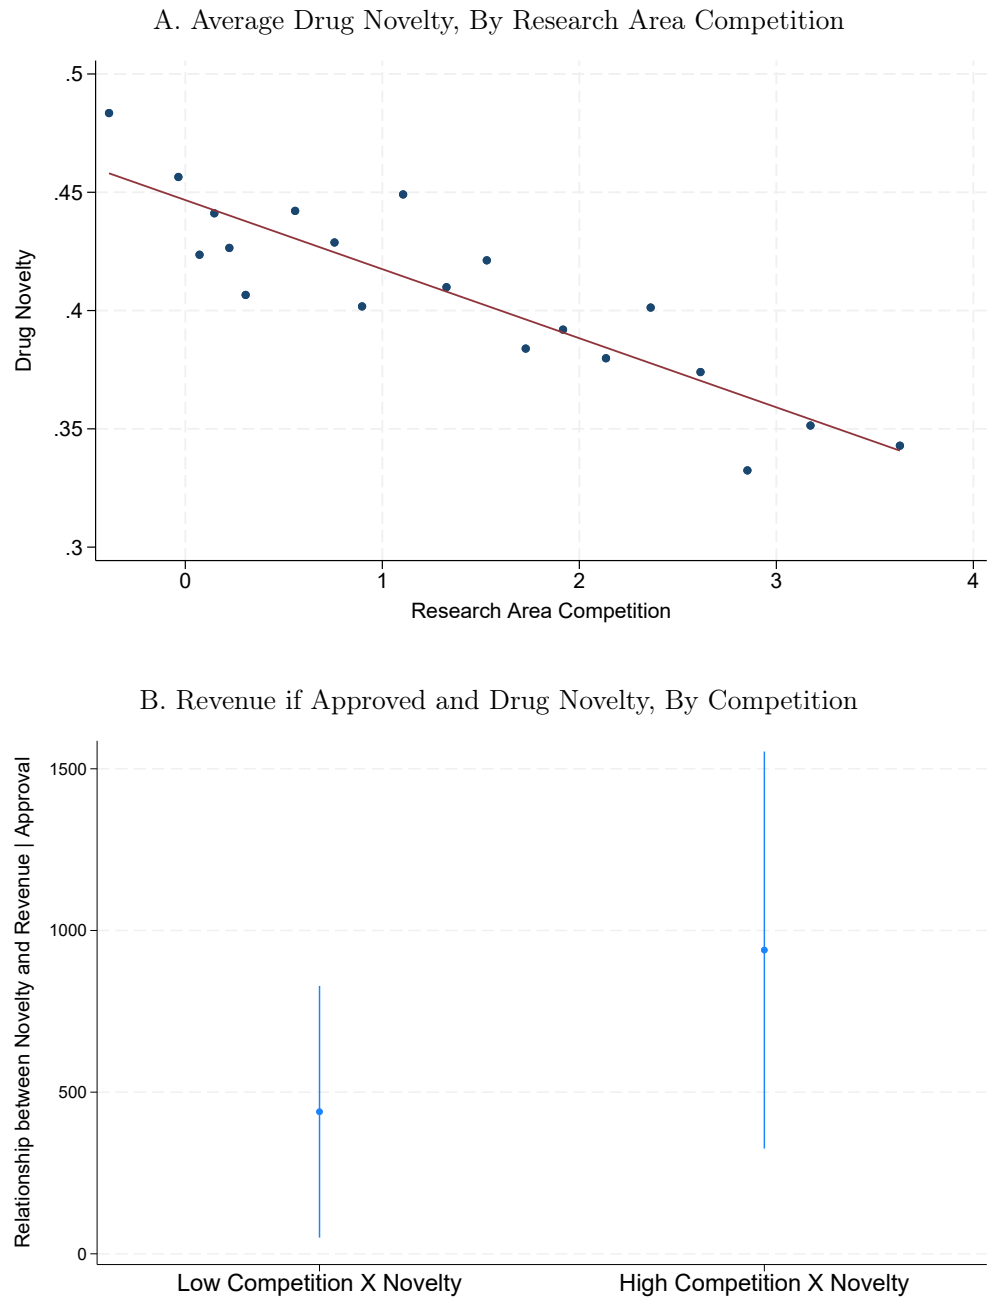 A. Average Drug Novelty, By Research Area Competition
.5
.45
.4
.35
.3
Drug Novelty
0 1 2 3 4
Research Area Competition
B. Revenue if Approved and Drug Novelty, By Competition
1500
1000
500
0
Relationship between Novelty and Revenue | Approval
Low Competition X Novelty High Competition X Novelty